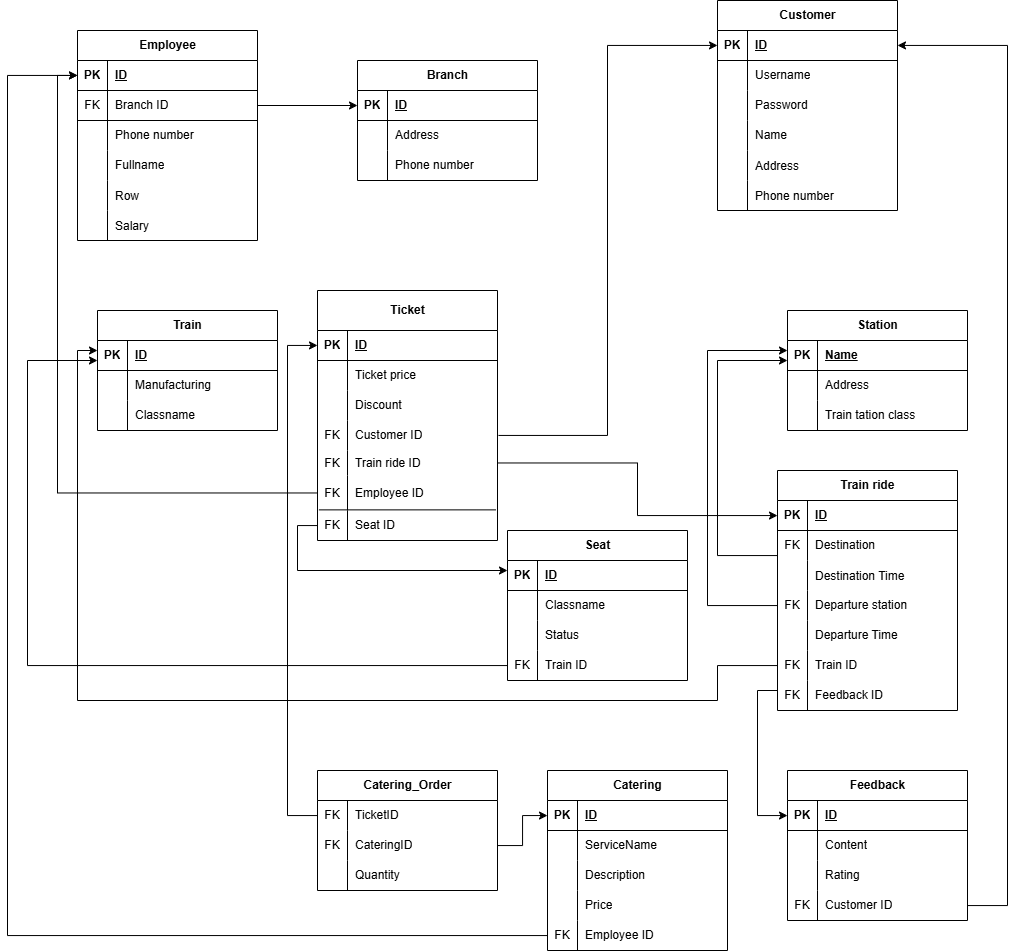 Employee
PK ID
FK Branch ID
Phone number
Fullname
Row
Salary
Branch
PK ID
Address
Phone number
Customer
PK ID
Username
Password
Name
Address
Phone number
Train
PK ID
Manufacturing
Classname
Ticket
PK ID
Ticket price
Discount
FK Customer ID
FK Train ride ID
FK Employee ID
FK Seat ID
Station
PK Name
Address
Train tation class
Seat
PK ID
Classname
Status
FK Train ID
Train ride
PK ID
FK Destination
Destination Time
FK Departure station
Departure Time
FK Train ID
FK Feedback ID
Catering_Order
FK TicketID
FK CateringID
Quantity
Catering
PK ID
ServiceName
Description
Price
FK Employee ID
Feedback
PK ID
Content
Rating
FK Customer ID